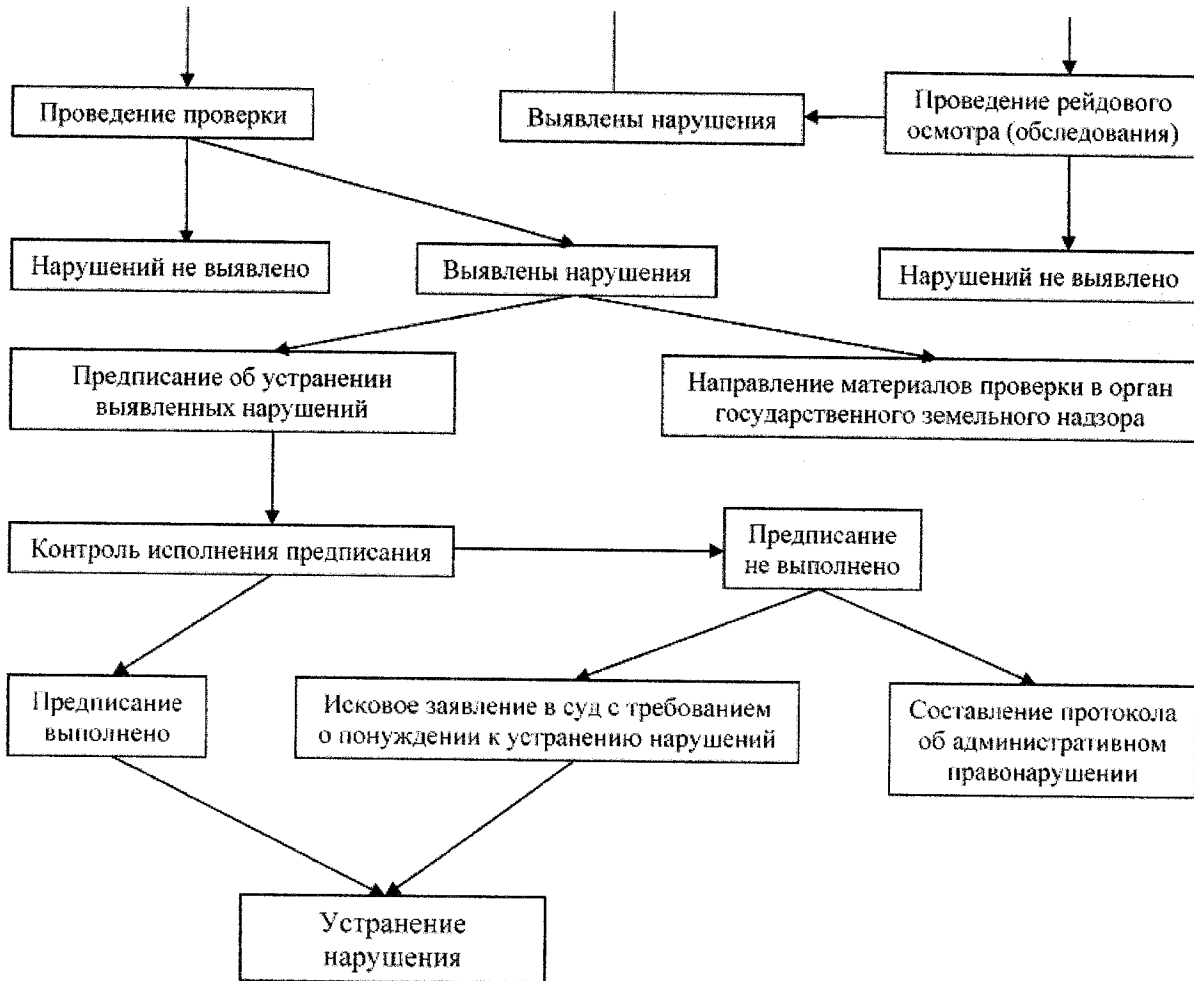 Проведение проверки
Выявлены нарушения
Проведение рейдового
осмотра (обследования)
Нарушений не выявлено
Выявлены нарушения
Нарушений не выявлено
Предписание об устранении
выявленных нарушений
Направление материалов проверки в орган
государственного земельного надзора
Контроль исполнения предписания
Предписание
не выполнено
Предписание
выполнено
Исковое заявление в суд с требованием
о понуждении к устранению нарушений
Составление протокола
об административном
правонарушении
Устранение
нарушения